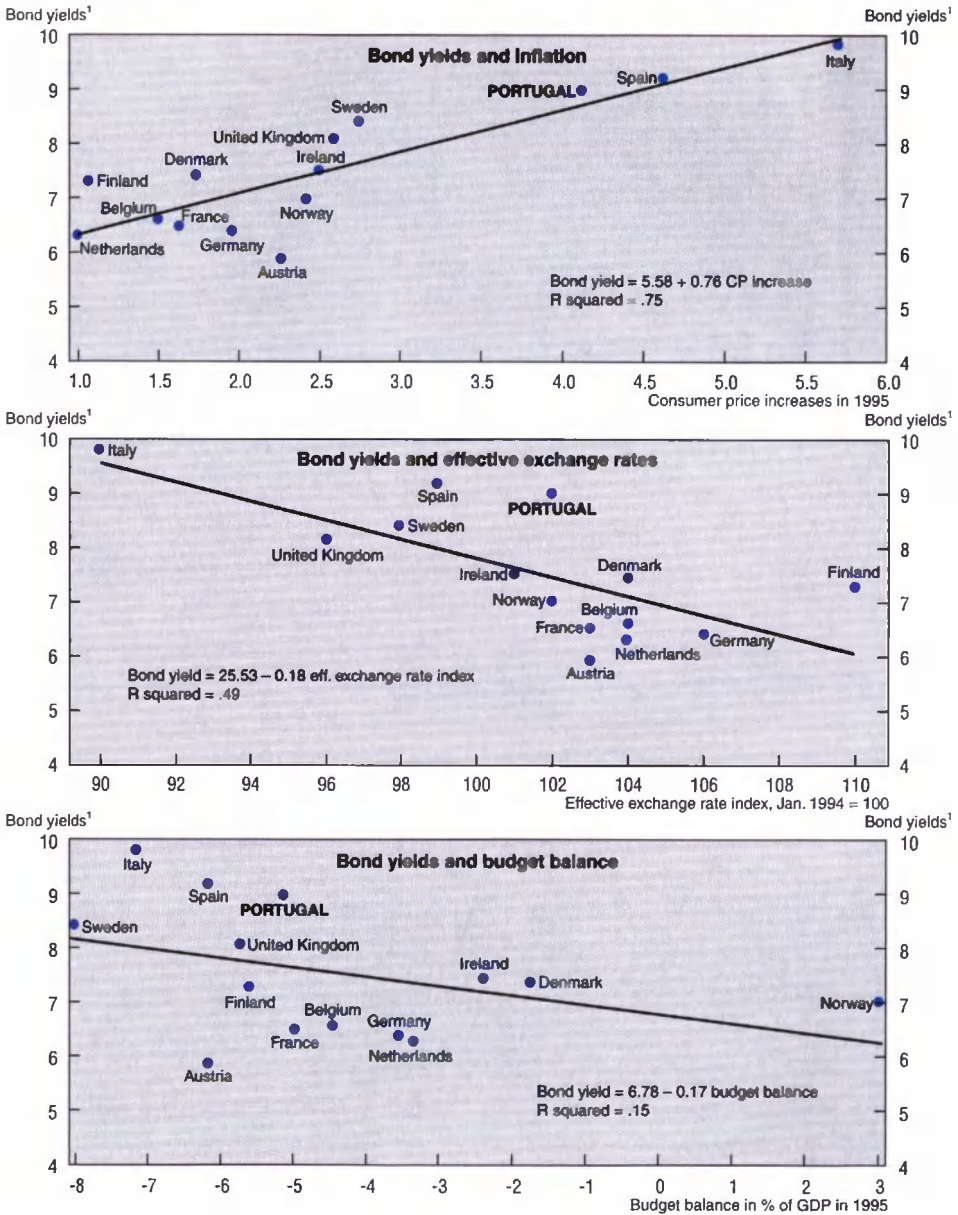 Bond yields¹ Bond yields¹
10 10
Bond yields and Inflation
Italy
Spain
9 PORTUGAL 9
Sweden
United Kingdom
8 8
Ireland
Denmark
Finland
7 7
Belgium France Norway
Netherlands Germany
6 6
Austria
Bond yield = 5.58 + 0.76 CP increase
R squared = .75
5 5
4 4
1.0 1.5 2.0 2.5 3.0 3.5 4.0 4.5 5.0 5.5 6.0
Consumer price increases in 1995
Bond yields¹ Bond yields¹
10 10
Italy
Bond yields and effective exchange rates
9 9
Spain
PORTUGAL
Sweden
8 8
United Kingdom
Ireland Denmark Finland
7 7
Norway Belgium
France Germany
Netherlands
6 6
Austria
Bond yield = 25.53 – 0.18 eff. exchange rate index
R squared = .49
5 5
4 4
90 92 94 96 98 100 102 104 106 108 110
Effective exchange rate index, Jan. 1994 = 100
Bond yields¹ Bond yields¹
10 10
Italy
Bond yields and budget balance
9 9
Spain
PORTUGAL
Sweden
8 United Kingdom 8
Ireland
Denmark
7 Norway 7
Finland
Belgium Germany
France
Netherlands
6 6
Austria
Bond yield = 6.78 – 0.17 budget balance
R squared = .15
5 5
4 4
-8 -7 -6 -5 -4 -3 -2 -1 0 1 2 3
Budget balance in % of GDP in 1995